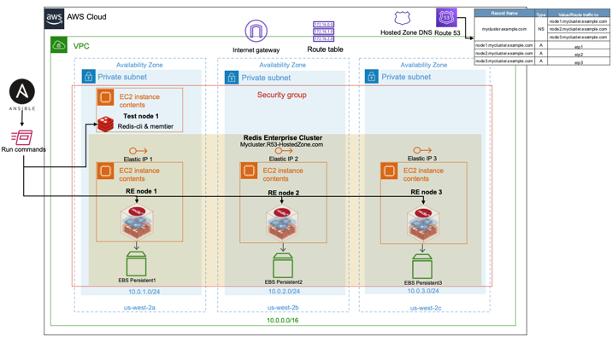 aws
AWS Cloud
VPC
Internet gateway
Route table
Hosted Zone DNS
Route 53
53
Record Name
Type
Value/Route traffic to
mycluster.example.com
NS
node1.mycluster.example.com
node2.mycluster.example.com
node3.mycluster.example.com
node1.mycluster.example.com
A
eip1
node2.mycluster.example.com
A
eip2
node3.mycluster.example.com
A
eip3
Availability Zone
Availability Zone
Availability Zone
Private subnet
Private subnet
Private subnet
ANSIBLE
Run commands
Security group
EC2 instance
contents
Test node 1
Redis-cli & memtier
Redis Enterprise Cluster
Mycluster.R53-HostedZone.com
Elastic IP 1
Elastic IP 2
Elastic IP 3
EC2 instance
contents
EC2 instance
contents
EC2 instance
contents
RE node 1
RE node 2
RE node 3
EBS Persistent1
EBS Persistent2
EBS Persistent3
10.0.1.0/24
10.0.2.0/24
10.0.3.0/24
us-west-2a
us-west-2b
us-west-2c
10.0.0.0/16